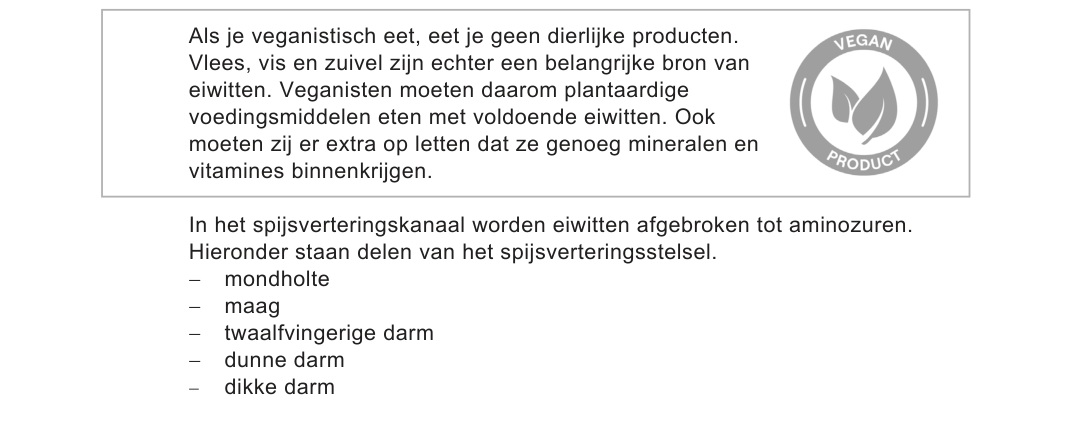 Als je veganistisch eet, eet je geen dierlijke producten.
Vlees, vis en zuivel zijn echter een belangrijke bron van
eiwitten. Veganisten moeten daarom plantaardige
voedingsmiddelen eten met voldoende eiwitten. Ook
moeten zij er extra op letten dat ze genoeg mineralen en
vitamines binnenkrijgen.
VEGAN
PRODUCT
In het spijsverteringskanaal worden eiwitten afgebroken tot aminozuren.
Hieronder staan delen van het spijsverteringsstelsel.
– mondholte
– maag
– twaalfvingerige darm
– dunne darm
– dikke darm